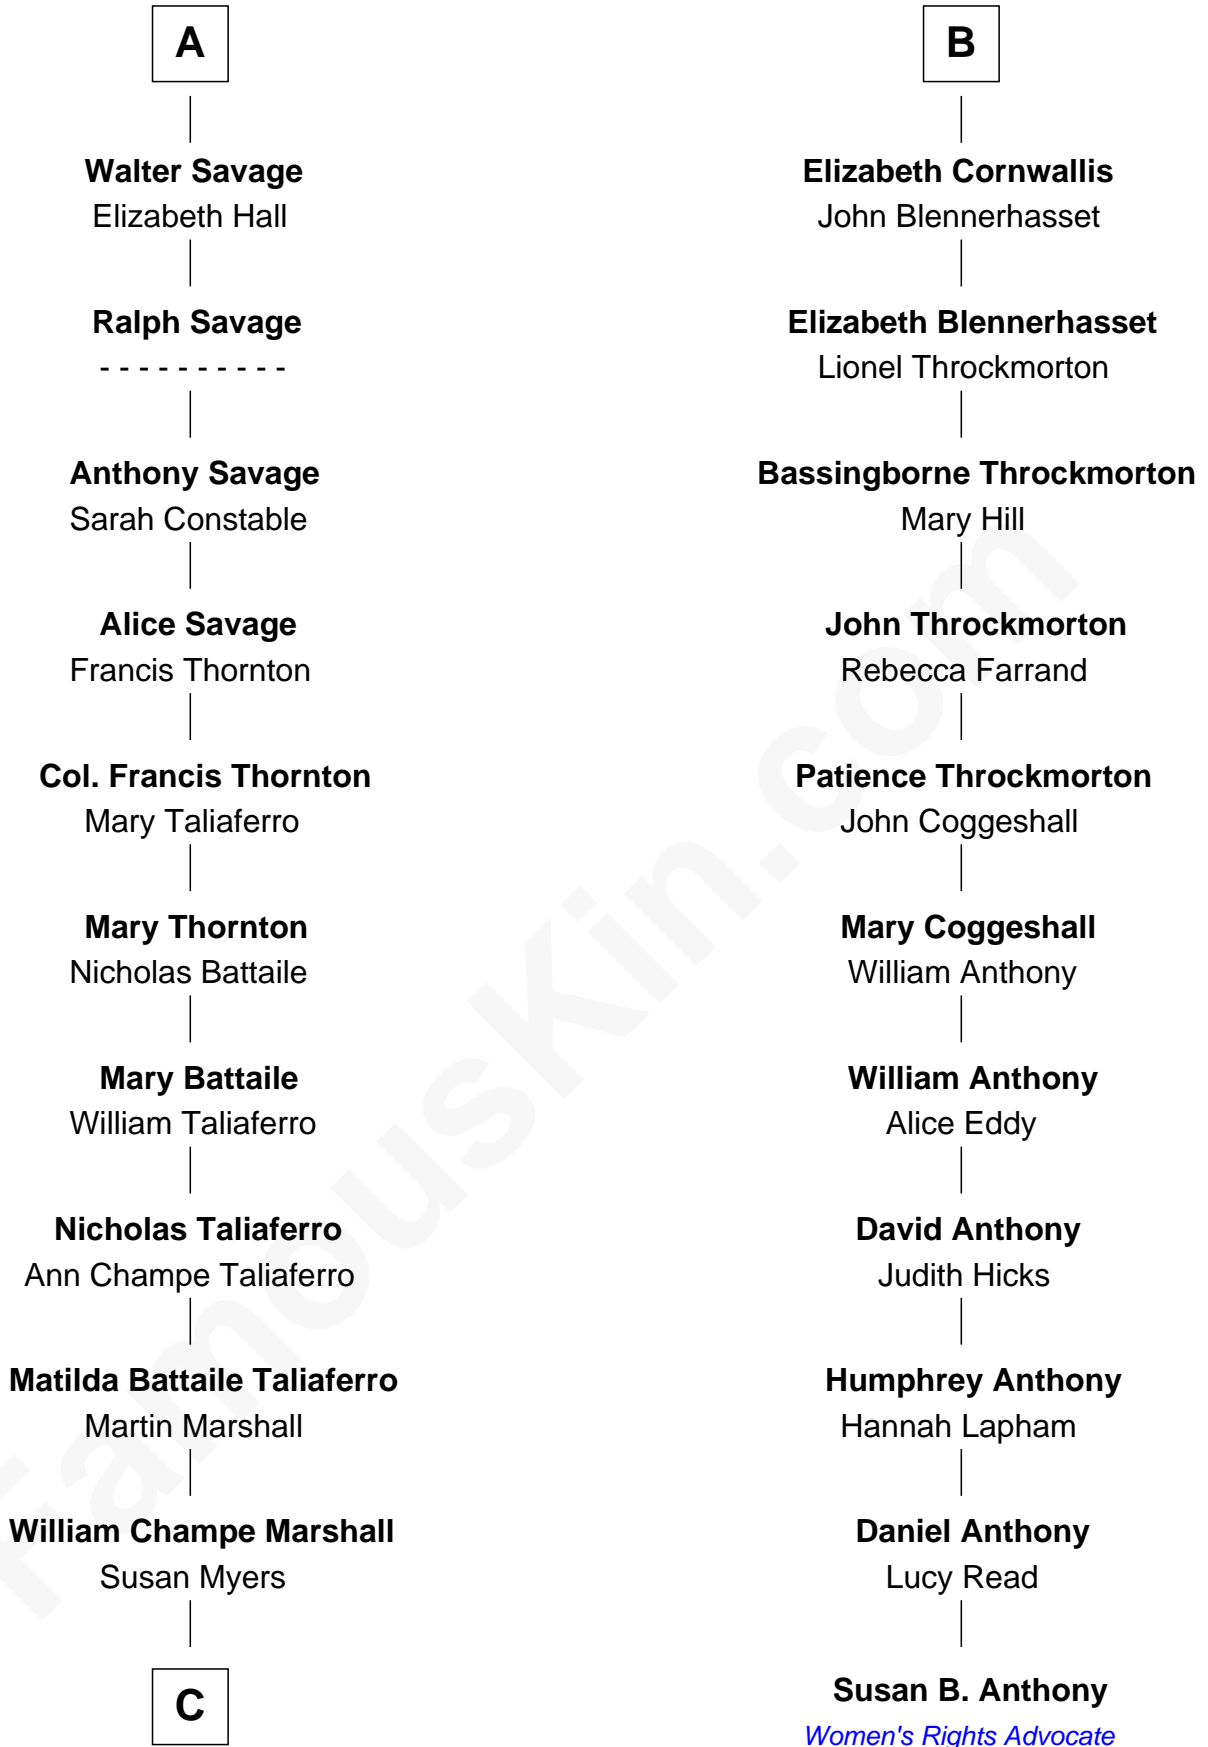 A
Walter Savage
Elizabeth Hall
Ralph Savage
- - - - - - - - - -
Anthony Savage
Sarah Constable
Alice Savage
Francis Thornton
Col. Francis Thornton
Mary Taliaferro
Mary Thornton
Nicholas Battaile
Mary Battaile
William Taliaferro
Nicholas Taliaferro
Ann Champe Taliaferro
Matilda Battaile Taliaferro
Martin Marshall
William Champe Marshall
Susan Myers
C
B
Elizabeth Cornwallis
John Blennerhasset
Elizabeth Blennerhasset
Lionel Throckmorton
Bassingborne Throckmorton
Mary Hill
John Throckmorton
Rebecca Farrand
Patience Throckmorton
John Coggeshall
Mary Coggeshall
William Anthony
William Anthony
Alice Eddy
David Anthony
Judith Hicks
Humphrey Anthony
Hannah Lapham
Daniel Anthony
Lucy Read
Susan B. Anthony
Women's Rights Advocate
FamousKin.com